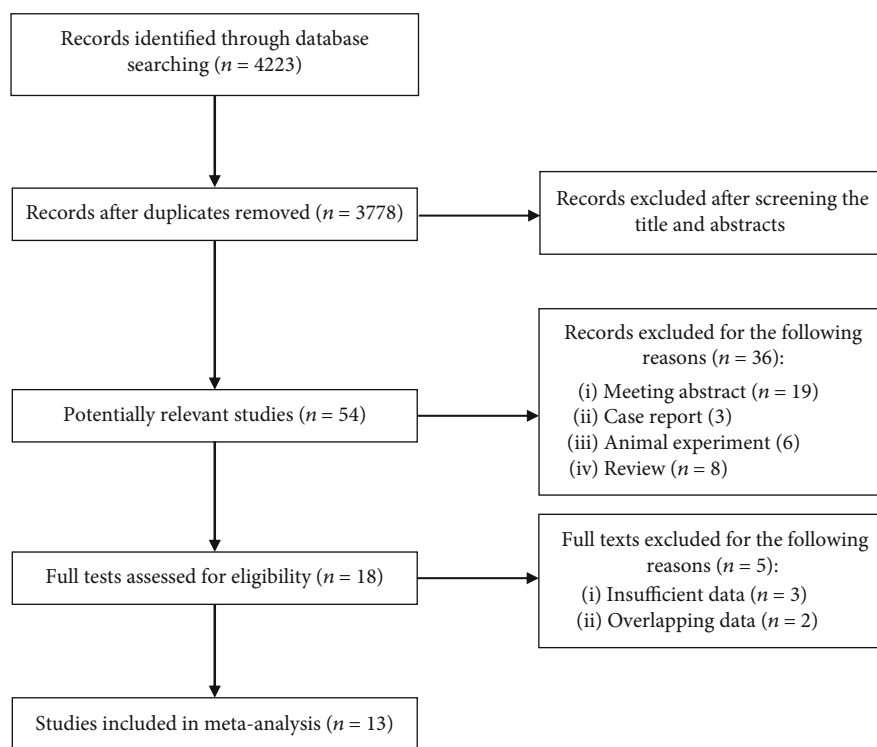 Records identified through database
searching (n = 4223)
Records after duplicates removed (n = 3778)
Records excluded after screening the
title and abstracts
Potentially relevant studies (n = 54)
Records excluded for the following
reasons (n = 36):
(i) Meeting abstract (n = 19)
(ii) Case report (3)
(iii) Animal experiment (6)
(iv) Review (n = 8)
Full tests assessed for eligibility (n = 18)
Full texts excluded for the following
reasons (n = 5):
(i) Insufficient data (n = 3)
(ii) Overlapping data (n = 2)
Studies included in meta-analysis (n = 13)